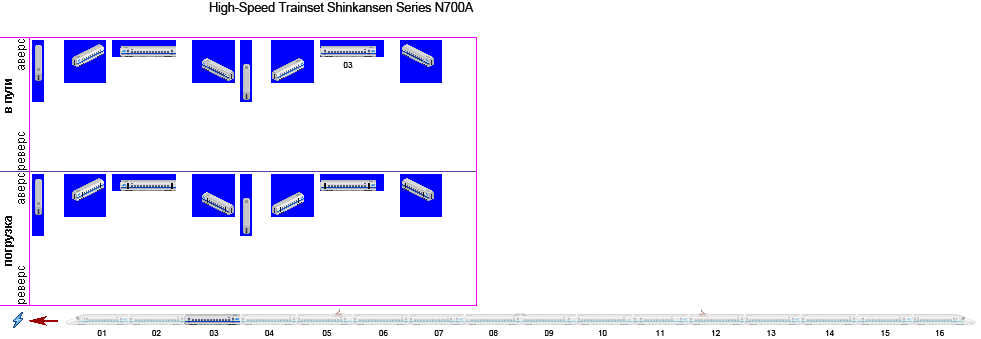 High-Speed Trainset Shinkansen Series N700A
в пути
аверс
реверс
03
погрузка
аверс
реверс
01 02 03 04 05 06 07 08 09 10 11 12 13 14 15 16